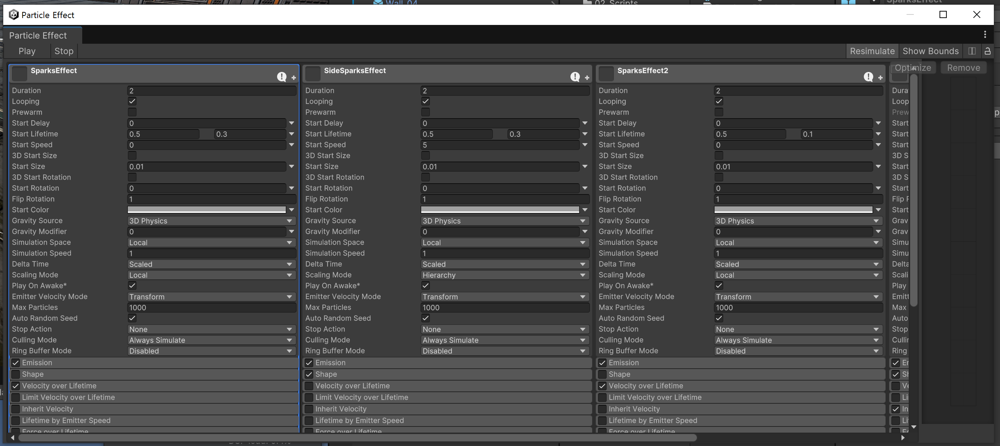 Wall_04 02_Scripts SparksEffect
Particle Effect
Particle Effect
Play Stop Resimulate Show Bounds
SparksEffect SideSparksEffect SparksEffect2 Optimize Remove
Duration 2 Duration 2 Duration 2 Dura
Looping Looping Looping Loop
Prewarm Prewarm Prewarm Prew
Start Delay 0 Start Delay 0 Start Delay 0 Start
Start Lifetime 0.5 0.3 Start Lifetime 0.5 0.3 Start Lifetime 0.5 0.1 Start
Start Speed 0 Start Speed 5 Start Speed 0 Start
3D Start Size 3D Start Size 3D Start Size 3D S
Start Size 0.01 Start Size 0.01 Start Size 0.01 Start
3D Start Rotation 3D Start Rotation 3D Start Rotation 3D S
Start Rotation 0 Start Rotation 0 Start Rotation 0 Start
Flip Rotation 1 Flip Rotation 1 Flip Rotation 1 Flip
Start Color Start Color Start Color Start
Gravity Source 3D Physics Gravity Source 3D Physics Gravity Source 3D Physics Grav
Gravity Modifier 0 Gravity Modifier 0 Gravity Modifier 0 Grav
Simulation Space Local Simulation Space Local Simulation Space Local Simu
Simulation Speed 1 Simulation Speed 1 Simulation Speed 1 Simu
Delta Time Scaled Delta Time Scaled Delta Time Scaled Delta
Scaling Mode Local Scaling Mode Hierarchy Scaling Mode Local Scali
Play On Awake* Play On Awake* Play On Awake* Play
Emitter Velocity Mode Transform Emitter Velocity Mode Transform Emitter Velocity Mode Transform Emitt
Max Particles 1000 Max Particles 1000 Max Particles 1000 Max
Auto Random Seed Auto Random Seed Auto Random Seed Auto
Stop Action None Stop Action None Stop Action None Stop
Culling Mode Always Simulate Culling Mode Always Simulate Culling Mode Always Simulate Culli
Ring Buffer Mode Disabled Ring Buffer Mode Disabled Ring Buffer Mode Disabled Ring
Emission Emission Emission
Shape Shape Shape
Velocity over Lifetime Velocity over Lifetime Velocity over Lifetime
Limit Velocity over Lifetime Limit Velocity over Lifetime Limit Velocity over Lifetime
Inherit Velocity Inherit Velocity Inherit Velocity In
Lifetime by Emitter Speed Lifetime by Emitter Speed Lifetime by Emitter Speed
Force over Lifetime Force over Lifetime Force over Lifetime